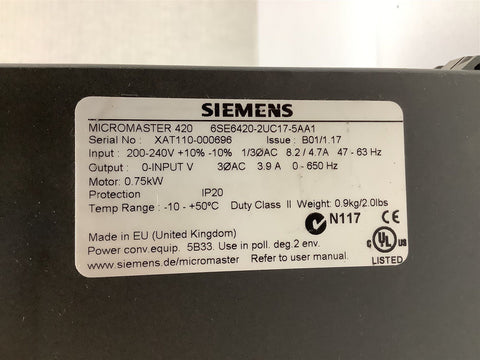 SIEMENS
MICROMASTER 420 6SE6420-2UC17-5AA1
Serial No : XAT110-000696 Issue : B01/1.17
Input : 200-240V +10% -10% 1/3ØAC 8.2 / 4.7A 47 - 63 Hz
Output : 0-INPUT V 3ØAC 3.9 A 0 - 650 Hz
Motor: 0.75kW
Protection IP20
Temp Range : -10 - +50°C Duty Class II Weight: 0.9kg/2.0lbs
N117 CE
Made in EU (United Kingdom)
Power conv.equip. 5B33. Use in poll. deg.2 env.
www.siemens.de/micromaster Refer to user manual.
C UL US
LISTED